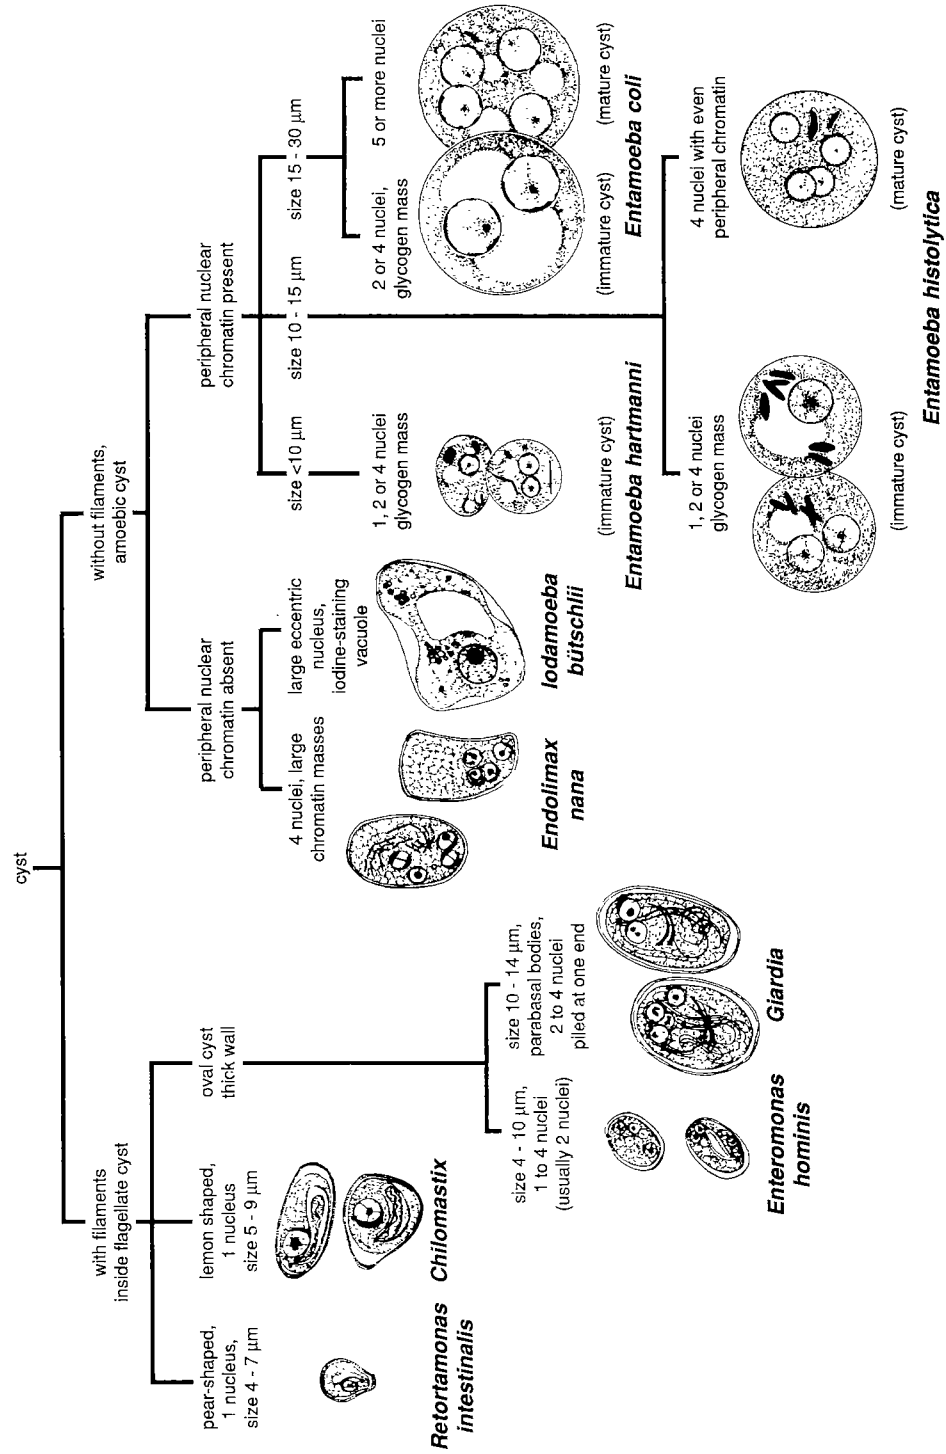 cyst
with filaments
inside flagellate cyst
without filaments,
amoebic cyst
pear-shaped,
1 nucleus,
size 4 - 7 μm
lemon shaped,
1 nucleus
size 5 - 9 μm
oval cyst
thick wall
peripheral nuclear
chromatin absent
peripheral nuclear
chromatin present
Retortamonas
intestinalis
Chilomastix
size 4 - 10 μm,
1 to 4 nuclei
(usually 2 nuclei)
size 10 - 14 μm,
parabasal bodies,
2 to 4 nuclei
piled at one end
Enteromonas
hominis
Giardia
4 nuclei, large
chromatin masses
large eccentric
nucleus,
iodine-staining
vacuole
Endolimax
nana
Iodamoeba
bütschlii
size <10 μm
size 10 - 15 μm
size 15 - 30 μm
1, 2 or 4 nuclei
glycogen mass
(immature cyst)
Entamoeba hartmanni
2 or 4 nuclei,
glycogen mass
5 or more nuclei
(immature cyst)
(mature cyst)
Entamoeba coli
1, 2 or 4 nuclei
glycogen mass
4 nuclei with even
peripheral chromatin
(immature cyst)
(mature cyst)
Entamoeba histolytica